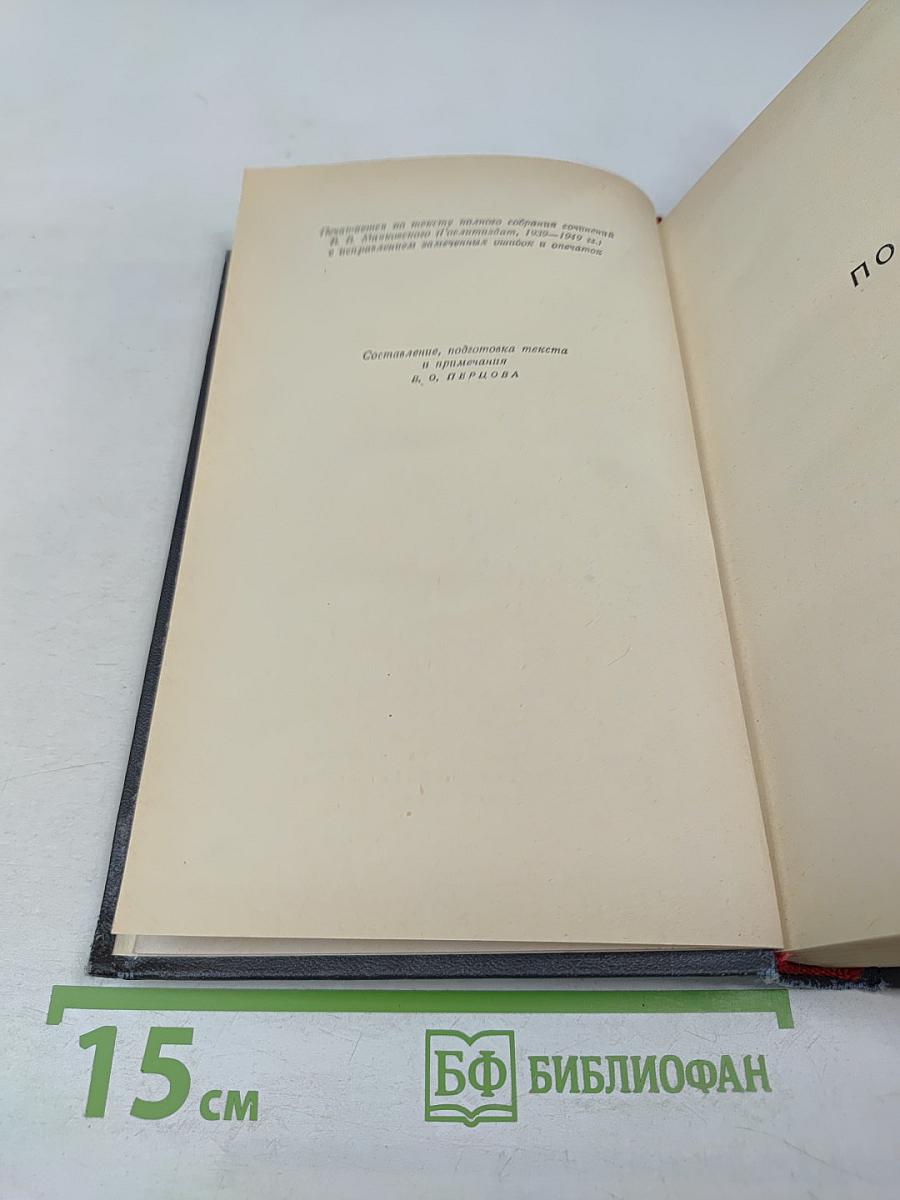 Печатается по тексту полного собрания сочинений
В. В. Маяковского (Гослитиздат, 1939—1949 гг.)
с исправлением замеченных ошибок и опечаток
Составление, подготовка текста
и примечания
В. О. ПЕРЦОВА
ПО
15 см
БФ БИБЛИОФАН